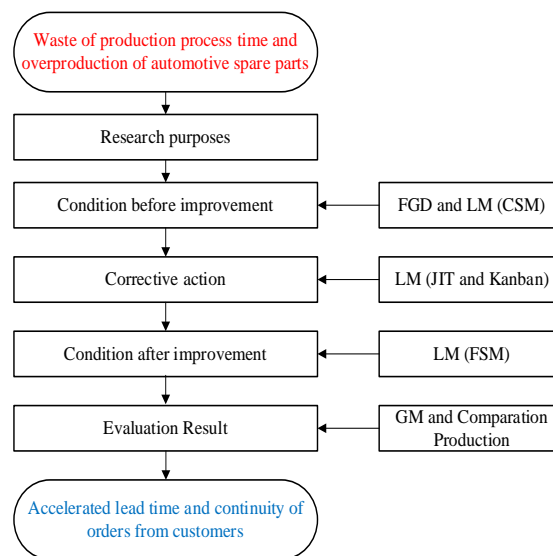 Waste of production process time and
overproduction of automotive spare parts
Research purposes
Condition before improvement
FGD and LM (CSM)
Corrective action
LM (JIT and Kanban)
Condition after improvement
LM (FSM)
Evaluation Result
GM and Comparation
Production
Accelerated lead time and continuity of
orders from customers